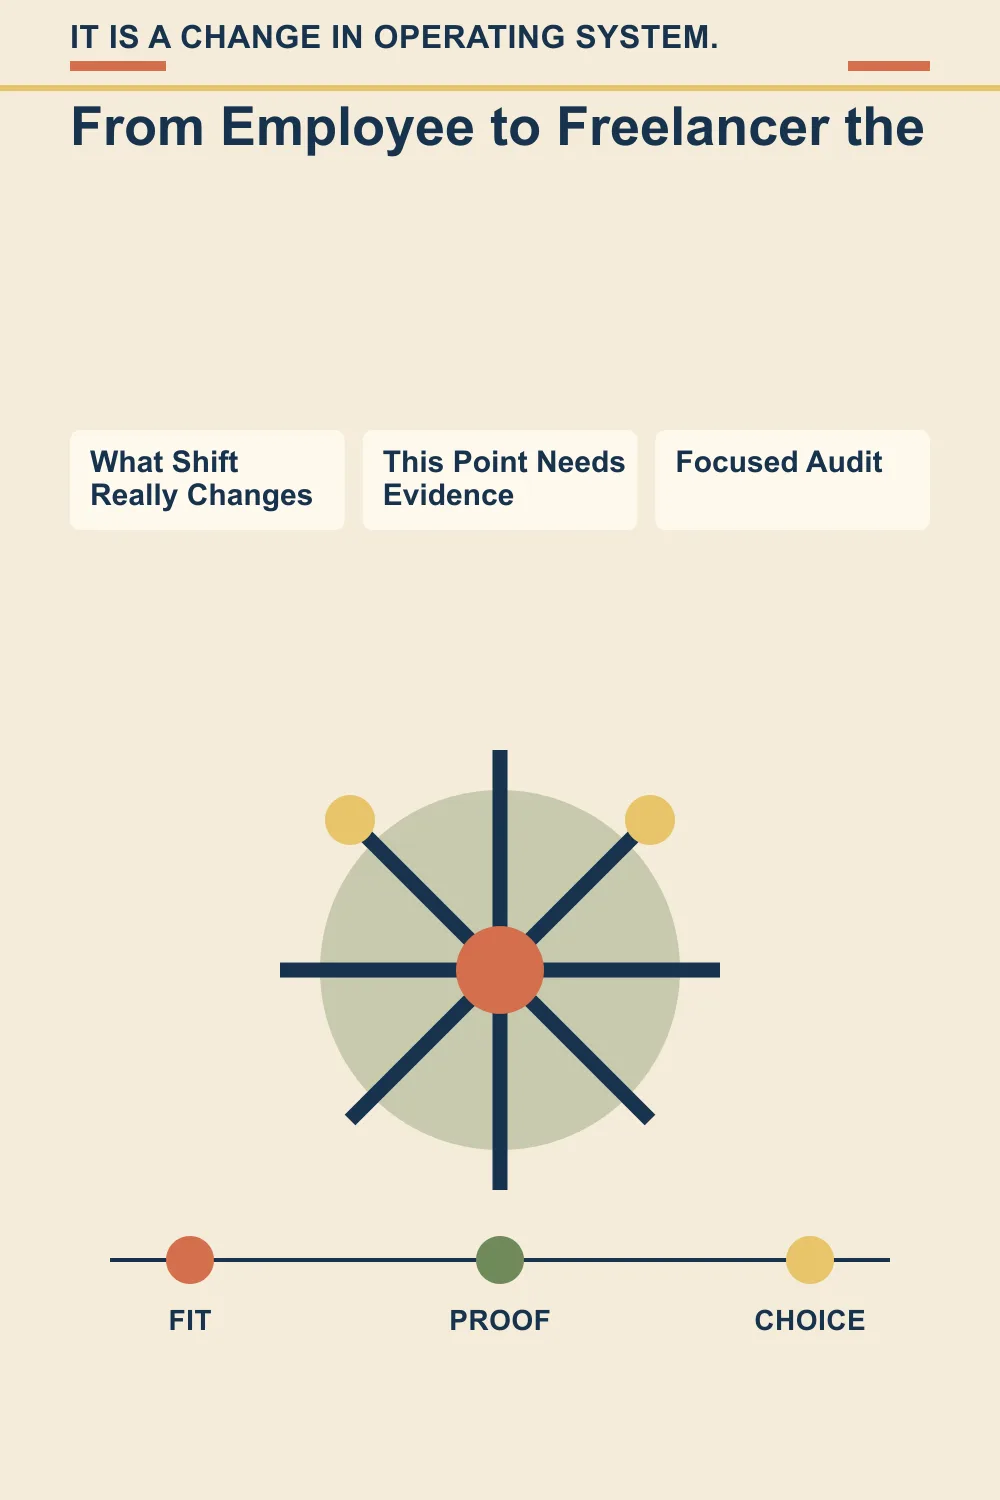 IT IS A CHANGE IN OPERATING SYSTEM.
From Employee to Freelancer the
What Shift
Really Changes
This Point Needs
Evidence
Focused Audit
FIT
PROOF
CHOICE